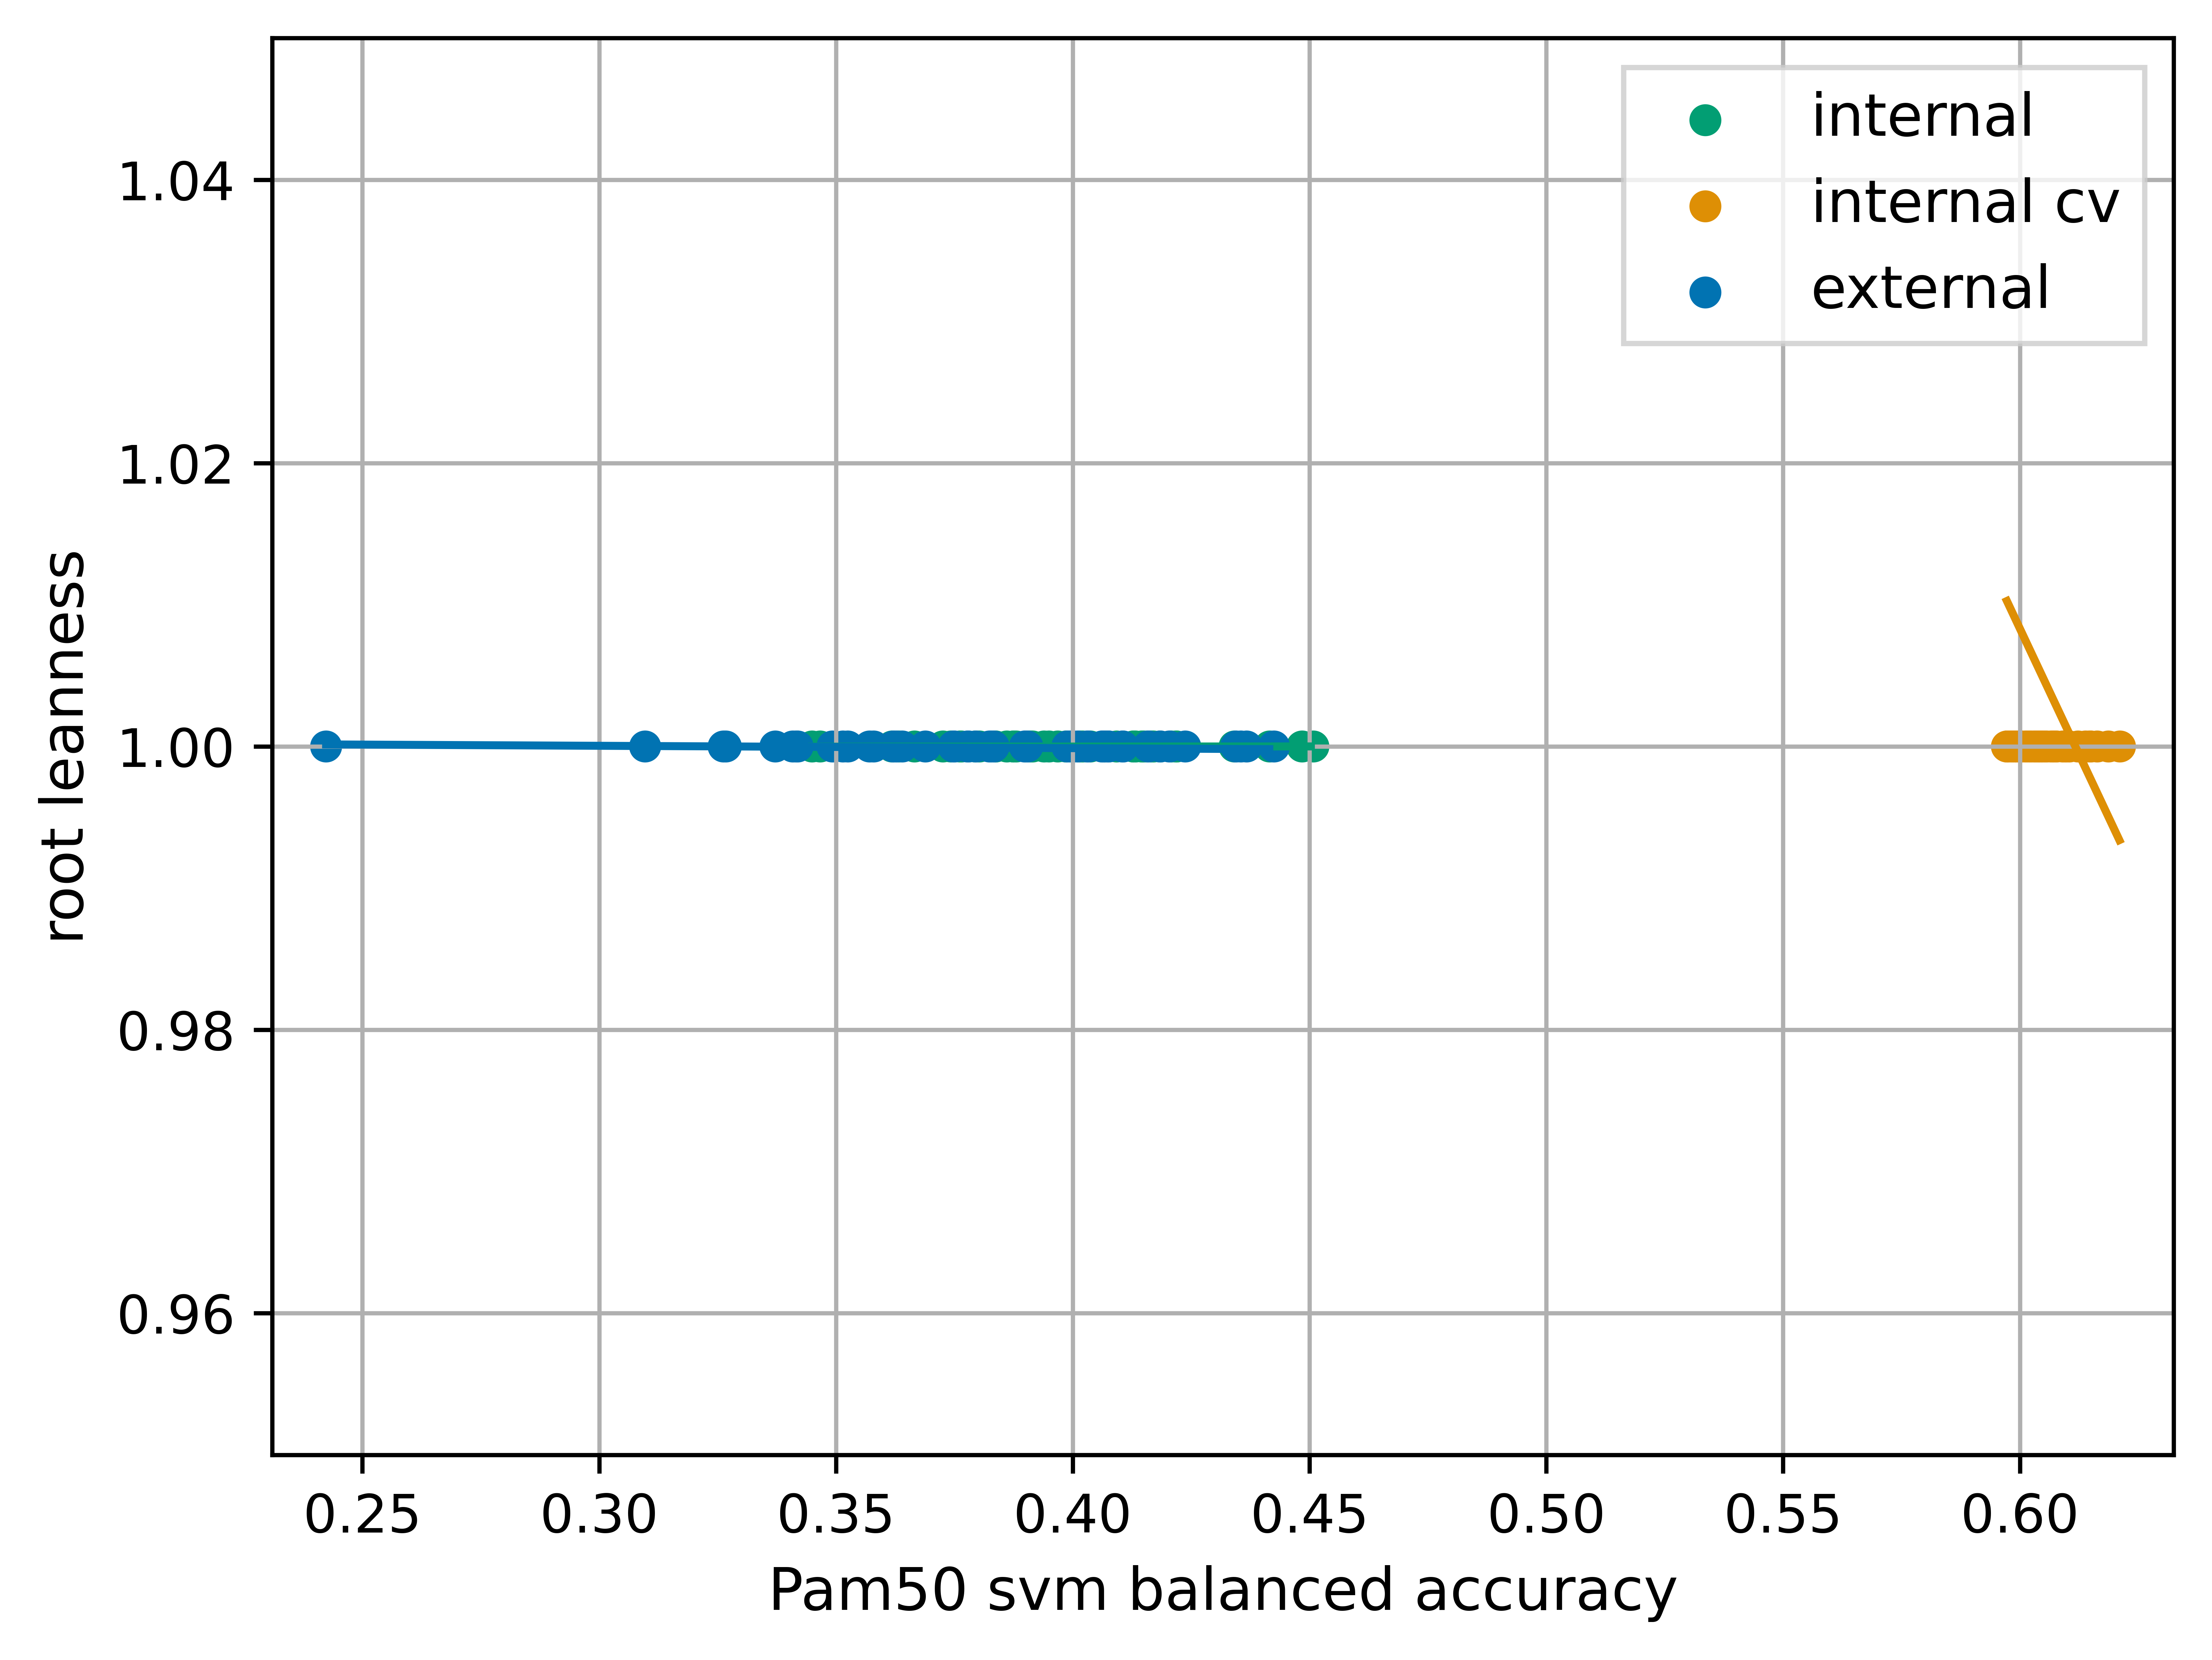 internal
internal cv
external
1.04
1.02
1.00
0.98
0.96
root leanness
0.25 0.30 0.35 0.40 0.45 0.50 0.55 0.60
Pam50 svm balanced accuracy